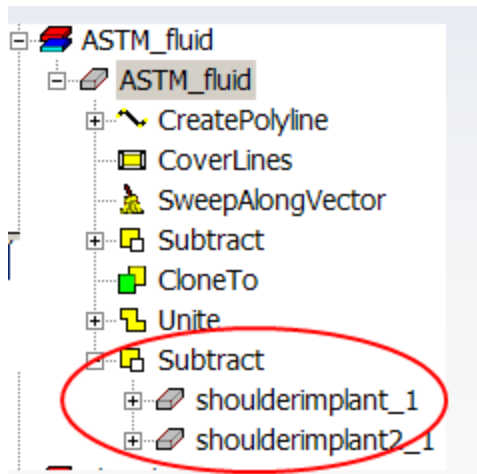 ASTM_fluid
ASTM_fluid
CreatePolyline
CoverLines
SweepAlongVector
Subtract
CloneTo
Unite
Subtract
shoulderimplant_1
shoulderimplant2_1